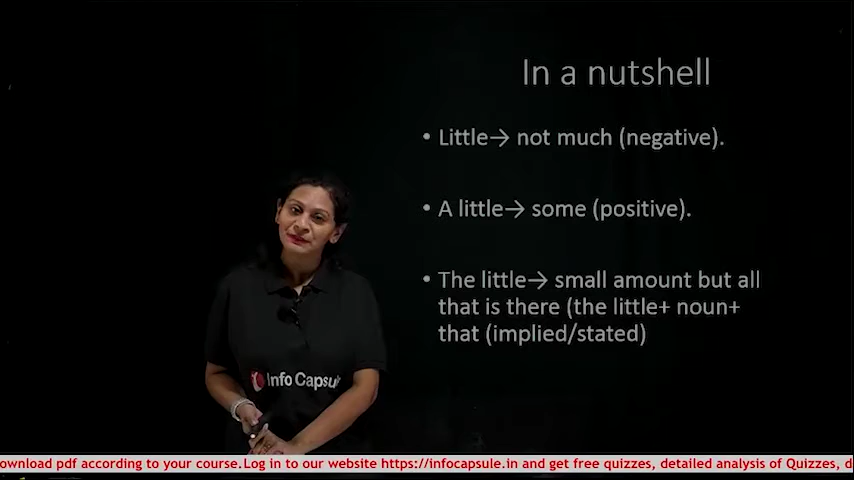 In a nutshell
• Little→ not much (negative).
• A little→ some (positive).
• The little→ small amount but all
that is there (the little+ noun+
that (implied/stated)
Info Capsul
ownload pdf according to your course.Log in to our website https://infocapsule.in and get free quizzes, detailed analysis of Quizzes, d